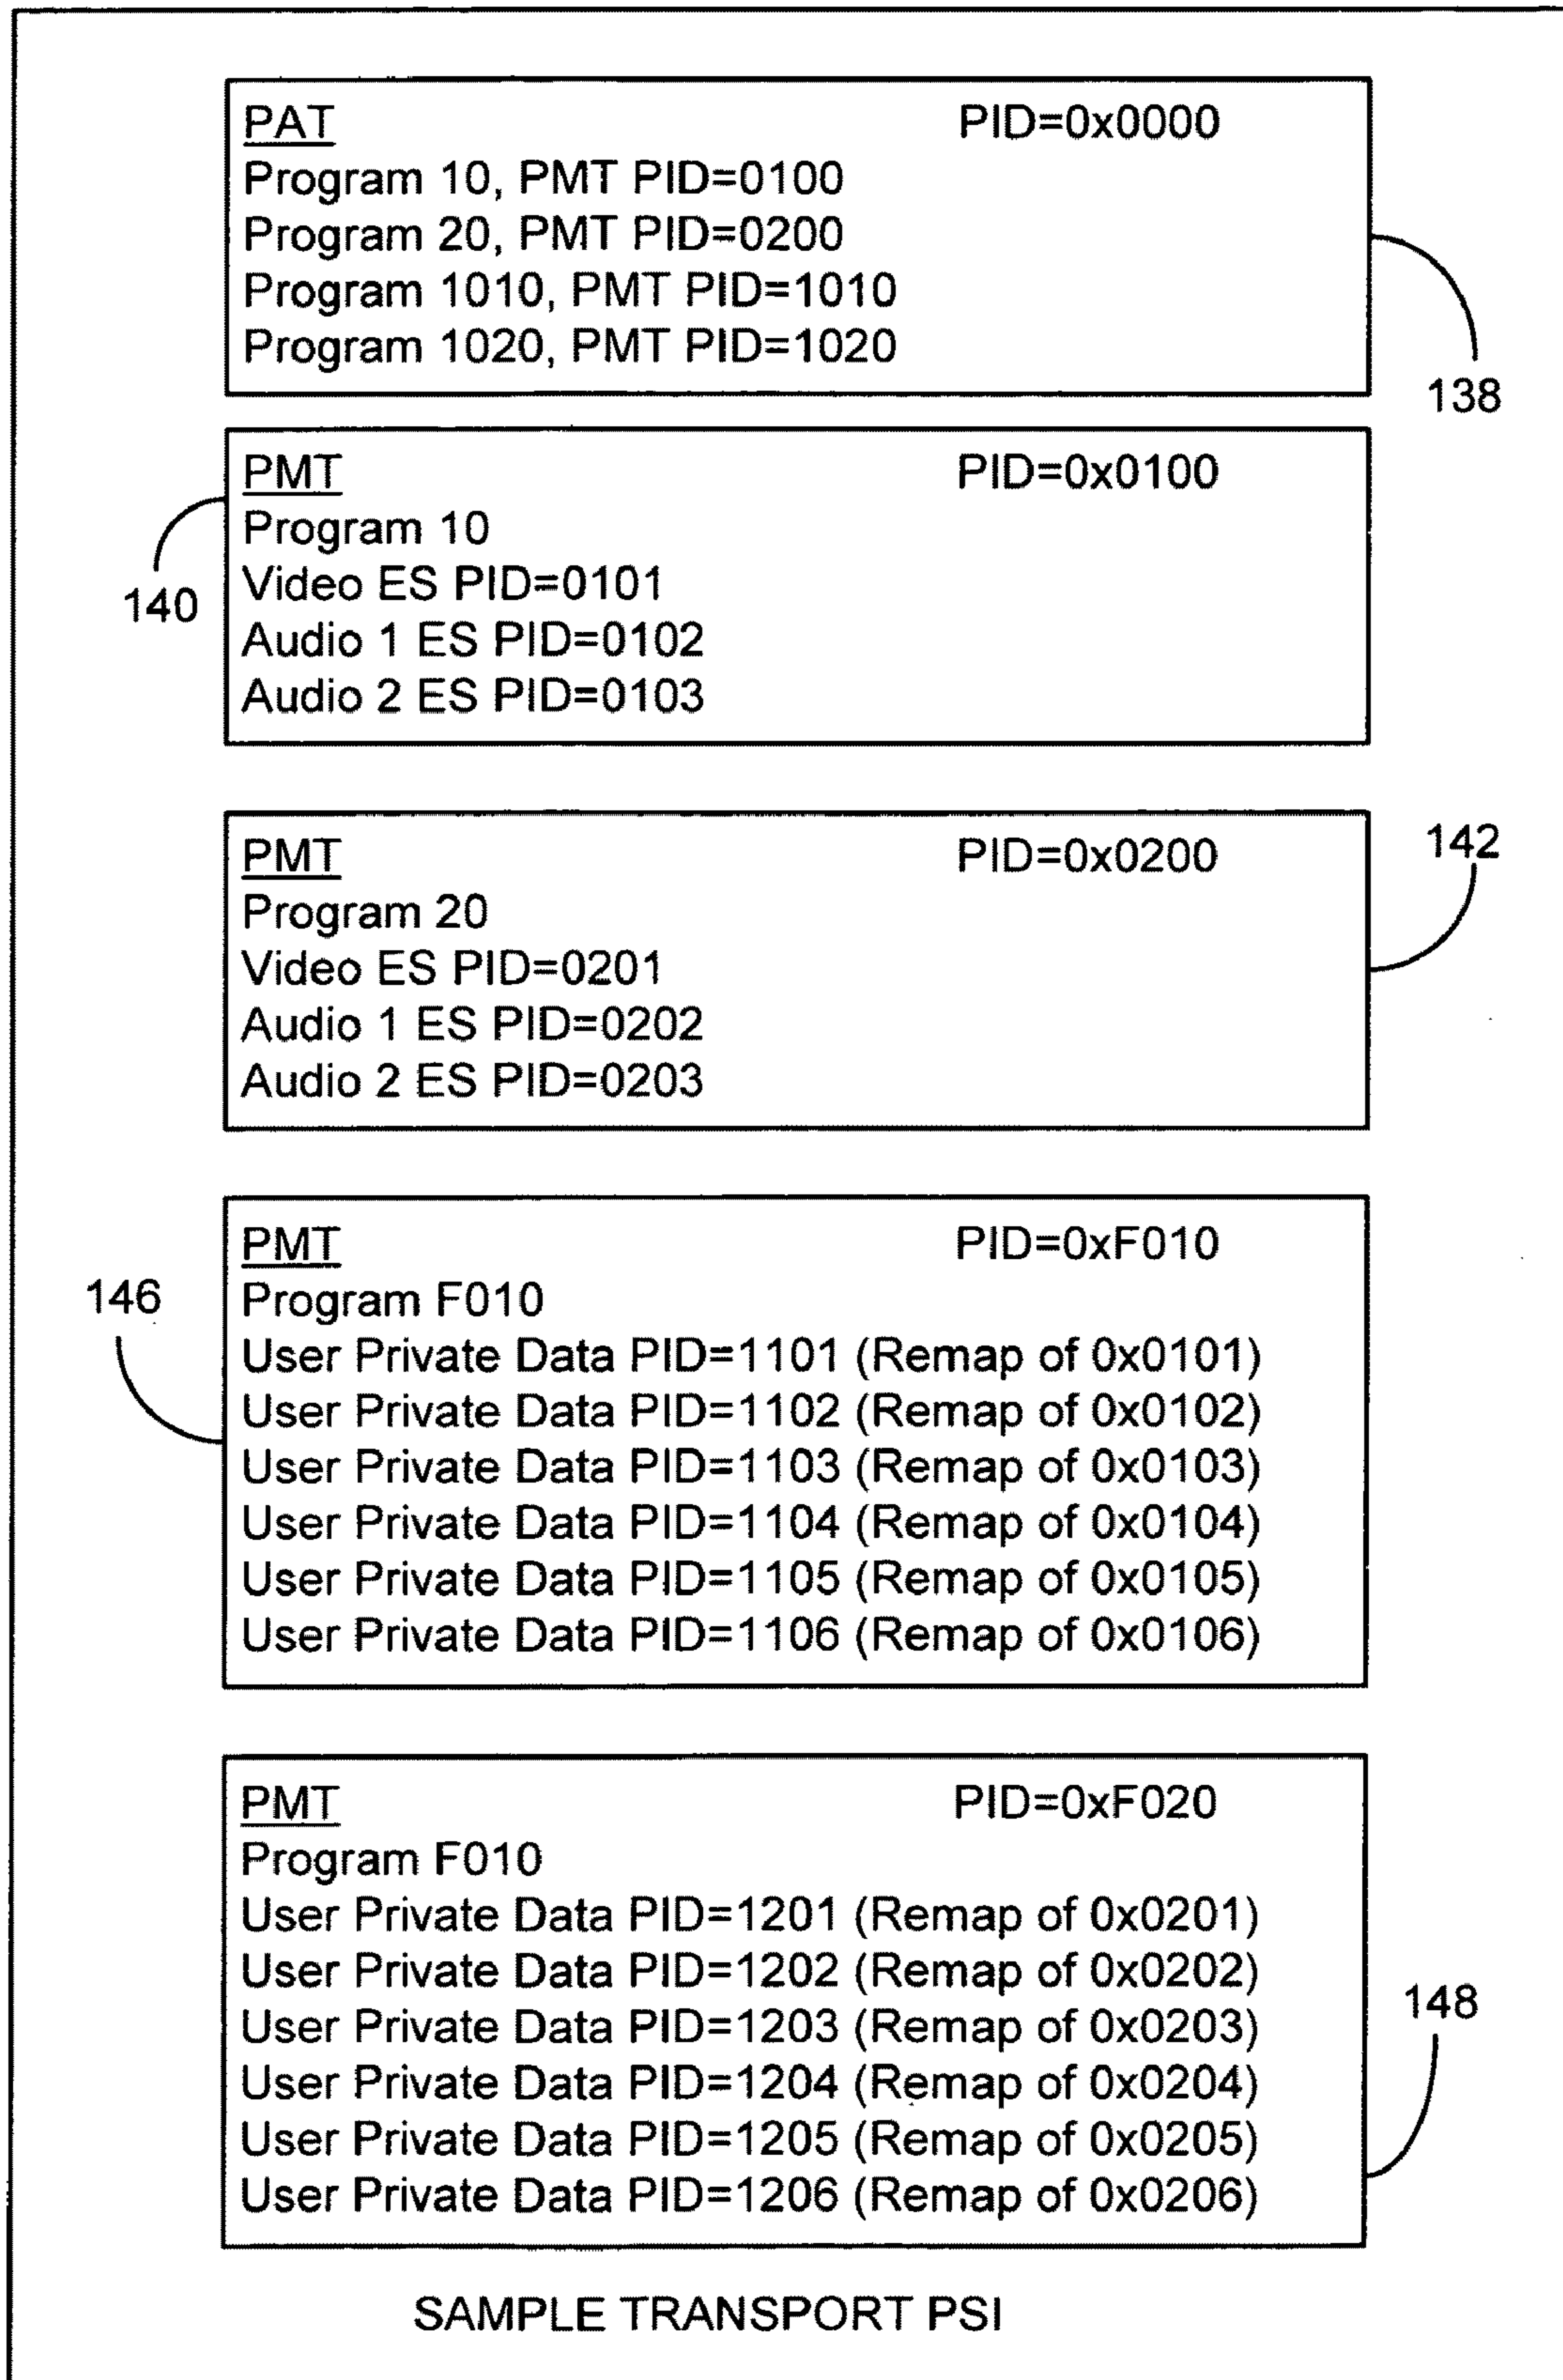 PAT PID=0x0000
Program 10, PMT PID=0100
Program 20, PMT PID=0200
Program 1010, PMT PID=1010
Program 1020, PMT PID=1020
138
PMT PID=0x0100
Program 10
Video ES PID=0101
140
Audio 1 ES PID=0102
Audio 2 ES PID=0103
PMT PID=0x0200
142
Program 20
Video ES PID=0201
Audio 1 ES PID=0202
Audio 2 ES PID=0203
PMT PID=0xF010
146
Program F010
User Private Data PID=1101 (Remap of 0x0101)
User Private Data PID=1102 (Remap of 0x0102)
User Private Data PID=1103 (Remap of 0x0103)
User Private Data PID=1104 (Remap of 0x0104)
User Private Data PID=1105 (Remap of 0x0105)
User Private Data PID=1106 (Remap of 0x0106)
PMT PID=0xF020
Program F010
User Private Data PID=1201 (Remap of 0x0201)
User Private Data PID=1202 (Remap of 0x0202)
User Private Data PID=1203 (Remap of 0x0203)
148
User Private Data PID=1204 (Remap of 0x0204)
User Private Data PID=1205 (Remap of 0x0205)
User Private Data PID=1206 (Remap of 0x0206)
SAMPLE TRANSPORT PSI